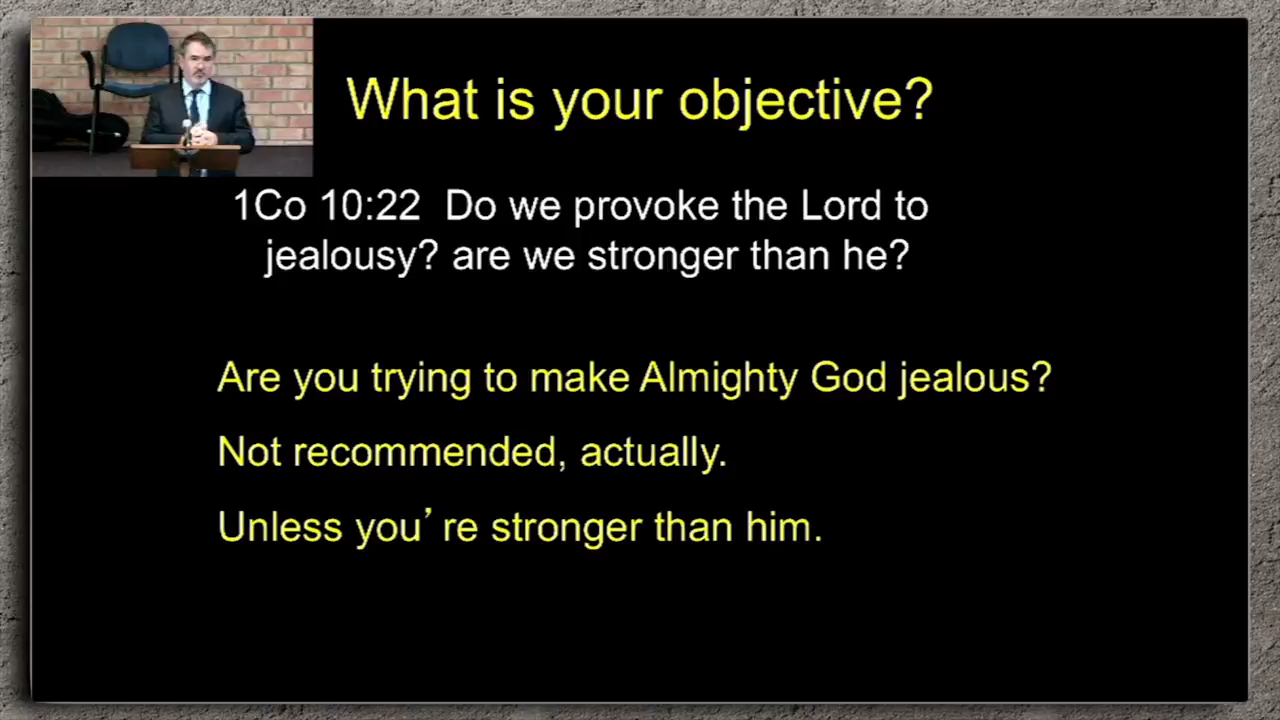 What is your objective?
1Co 10:22  Do we provoke the Lord to
jealousy? are we stronger than he?
Are you trying to make Almighty God jealous?
Not recommended, actually.
Unless you’re stronger than him.